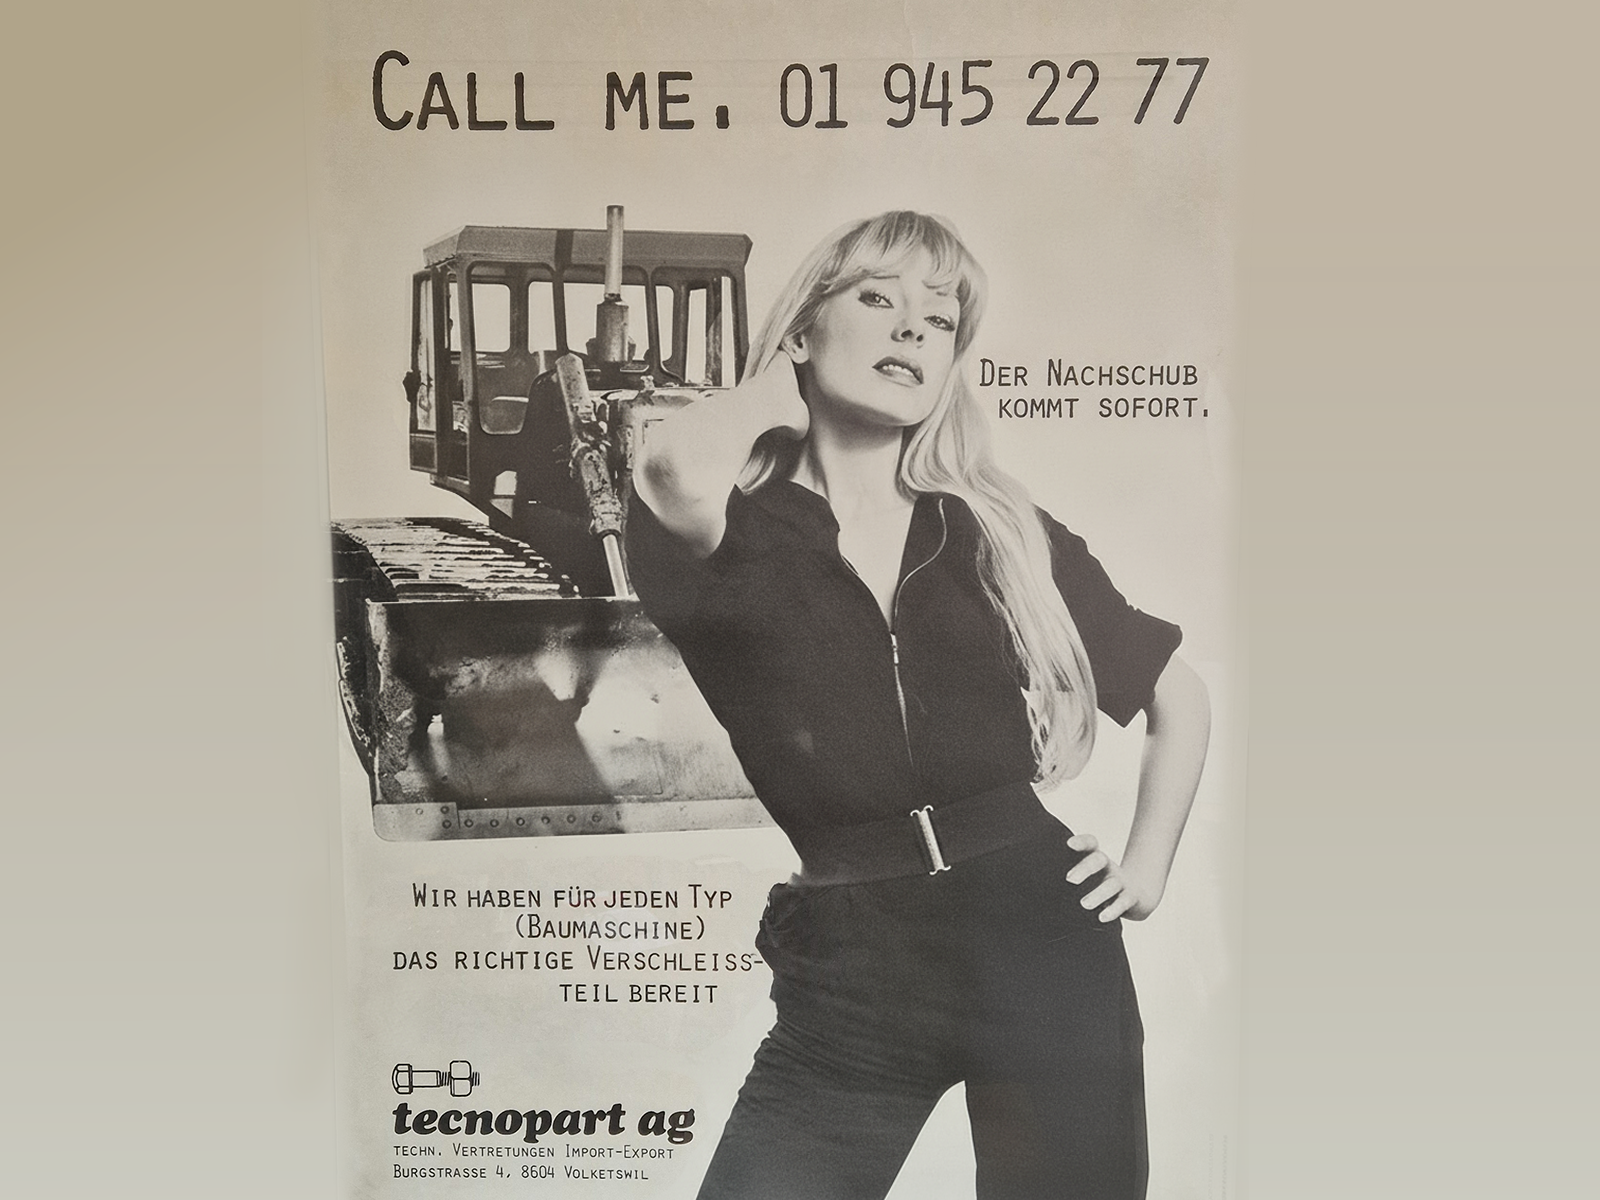 CALL ME. 01 945 22 77
DER NACHSCHUB
KOMMT SOFORT.
WIR HABEN FÜR JEDEN TYP
(BAUMASCHINE)
DAS RICHTIGE VERSCHLEISS-
TEIL BEREIT
tecnopart ag
TECHN. VERTRETUNGEN IMPORT-EXPORT
BURGSTRASSE 4, 8604 VOLKETSWIL